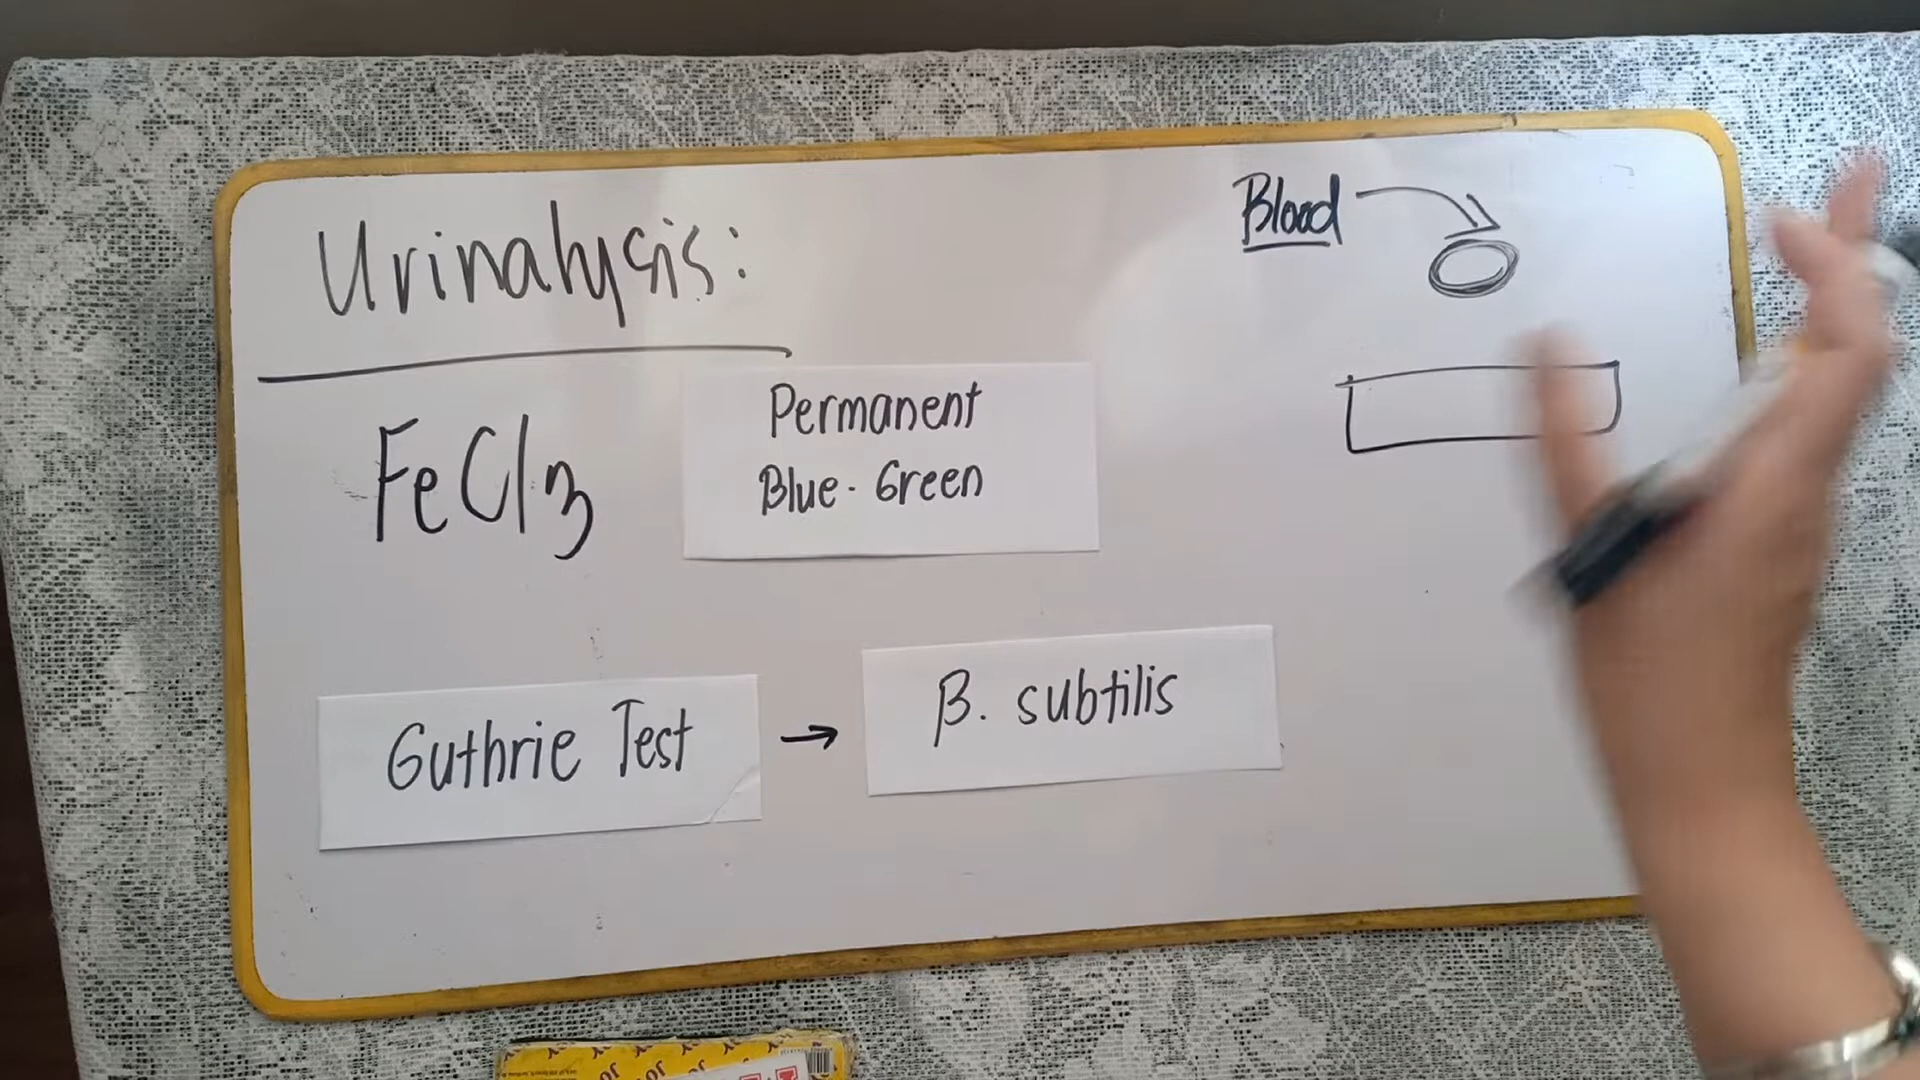 Urinalysis:
Blood
FeCl3
Permanent
Blue-Green
Guthrie Test → B. subtilis